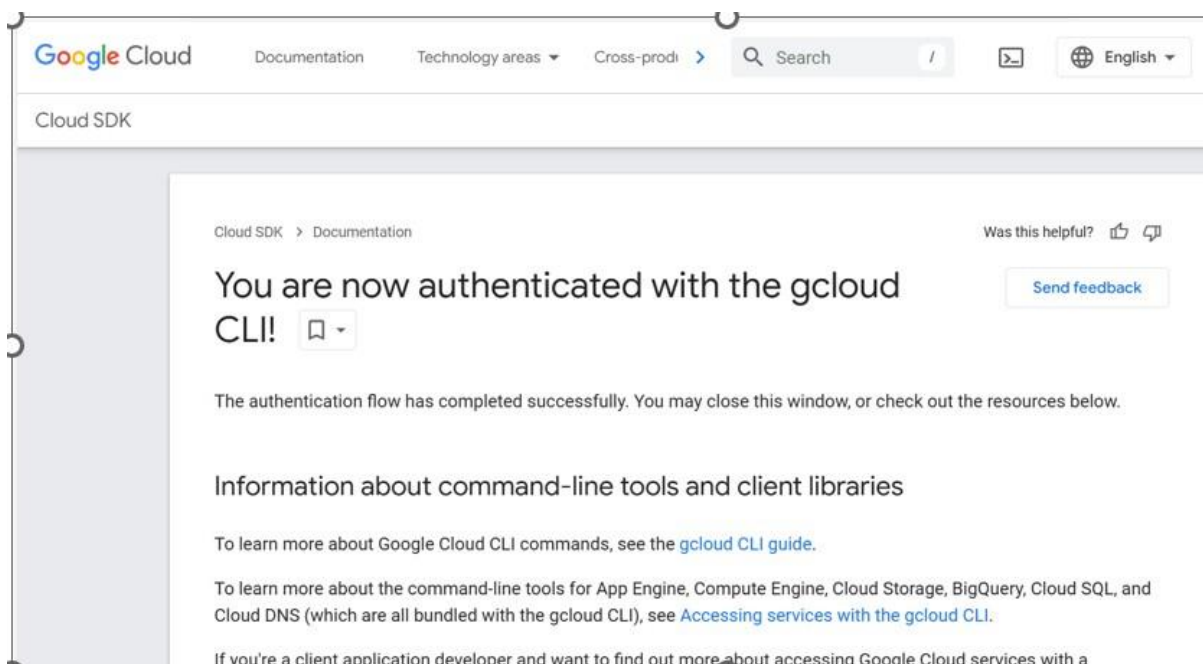 Google Cloud Documentation Technology areas Cross-produ Search / English
Cloud SDK
Cloud SDK > Documentation Was this helpful?
You are now authenticated with the gcloud
CLI!
Send feedback
The authentication flow has completed successfully. You may close this window, or check out the resources below.
Information about command-line tools and client libraries
To learn more about Google Cloud CLI commands, see the gcloud CLI guide.
To learn more about the command-line tools for App Engine, Compute Engine, Cloud Storage, BigQuery, Cloud SQL, and
Cloud DNS (which are all bundled with the gcloud CLI), see Accessing services with the gcloud CLI.
If you're a client application developer and want to find out more about accessing Google Cloud services with a